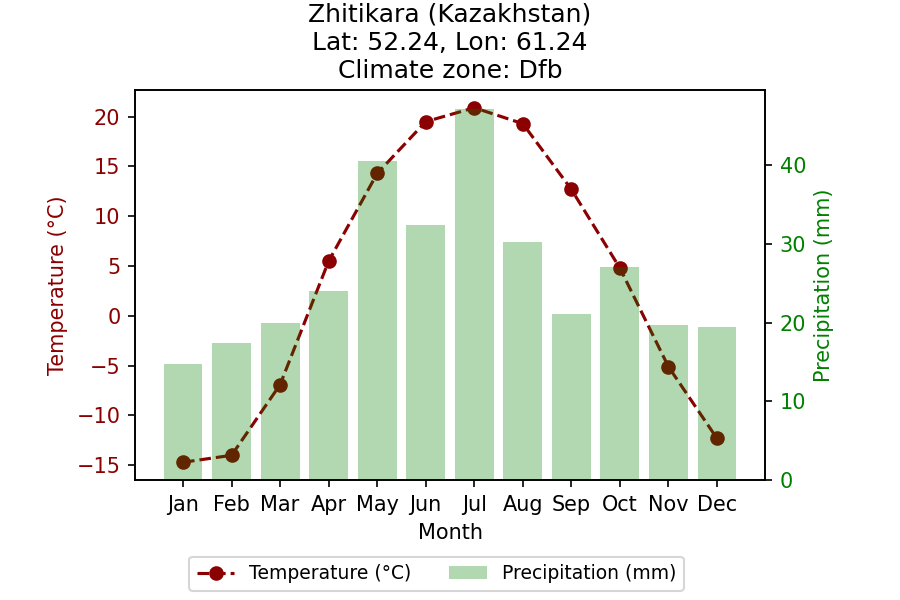 Zhitikara (Kazakhstan)
Lat: 52.24, Lon: 61.24
Climate zone: Dfb
Temperature (°C)
20
15
10
5
0
−5
−10
−15
40
30
20
10
0
Precipitation (mm)
Jan Feb Mar Apr May Jun Jul Aug Sep Oct Nov Dec
Month
Temperature (°C) Precipitation (mm)